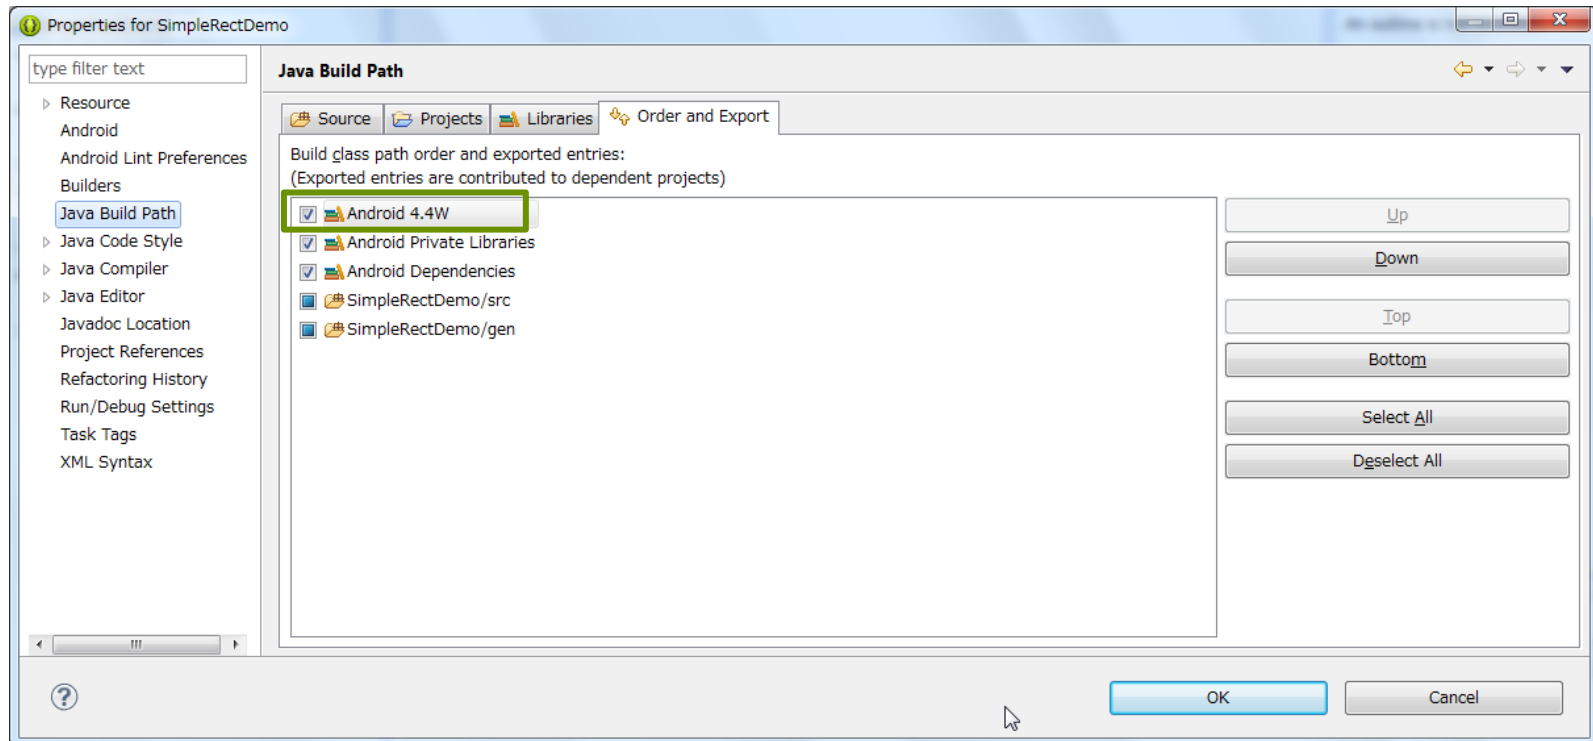 Properties for SimpleRectDemo
type filter text
Resource
Android
Android Lint Preferences
Builders
Java Build Path
Java Code Style
Java Compiler
Java Editor
Javadoc Location
Project References
Refactoring History
Run/Debug Settings
Task Tags
XML Syntax
Java Build Path
Source
Projects
Libraries
Order and Export
Build class path order and exported entries:
(Exported entries are contributed to dependent projects)
Android 4.4W
Android Private Libraries
Android Dependencies
SimpleRectDemo/src
SimpleRectDemo/gen
Up
Down
Top
Bottom
Select All
Deselect All
OK
Cancel